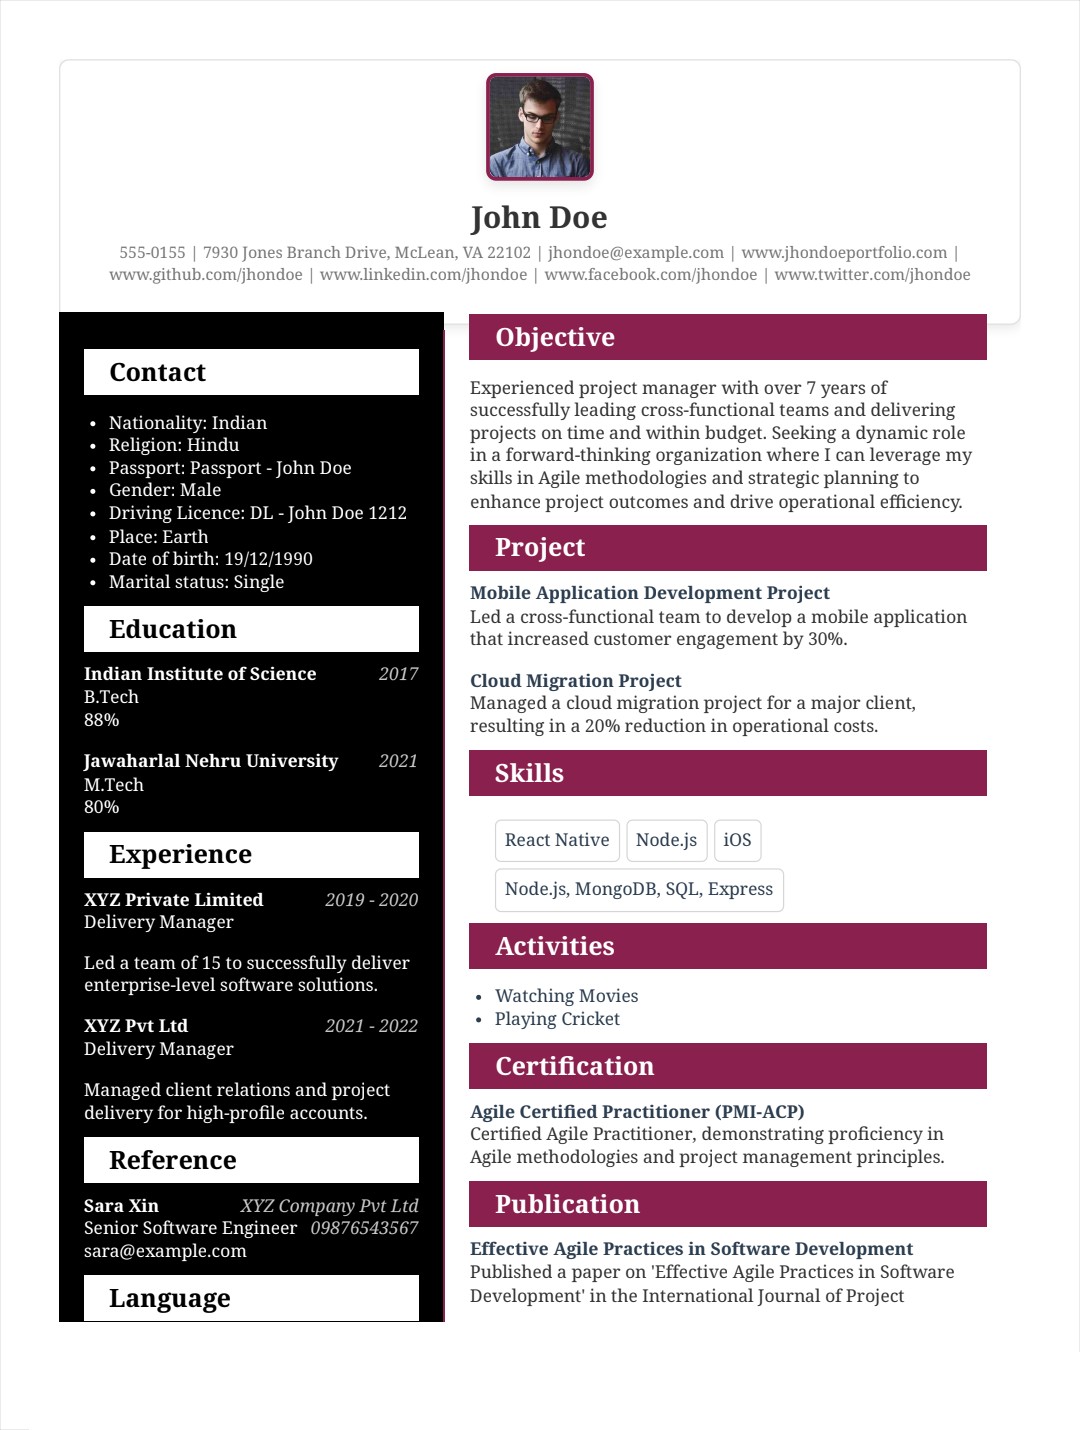 John Doe
555-0155 | 7930 Jones Branch Drive, McLean, VA 22102 | jhondoe@example.com | www.jhondoeportfolio.com |
www.github.com/jhondoe | www.linkedin.com/jhondoe | www.facebook.com/jhondoe | www.twitter.com/jhondoe
Contact
• Nationality: Indian
• Religion: Hindu
• Passport: Passport - John Doe
• Gender: Male
• Driving Licence: DL - John Doe 1212
• Place: Earth
• Date of birth: 19/12/1990
• Marital status: Single
Education
Indian Institute of Science 2017
B.Tech
88%
Jawaharlal Nehru University 2021
M.Tech
80%
Experience
XYZ Private Limited 2019 - 2020
Delivery Manager
Led a team of 15 to successfully deliver
enterprise-level software solutions.
XYZ Pvt Ltd 2021 - 2022
Delivery Manager
Managed client relations and project
delivery for high-profile accounts.
Reference
Sara Xin XYZ Company Pvt Ltd
Senior Software Engineer 09876543567
sara@example.com
Language
Objective
Experienced project manager with over 7 years of
successfully leading cross-functional teams and delivering
projects on time and within budget. Seeking a dynamic role
in a forward-thinking organization where I can leverage my
skills in Agile methodologies and strategic planning to
enhance project outcomes and drive operational efficiency.
Project
Mobile Application Development Project
Led a cross-functional team to develop a mobile application
that increased customer engagement by 30%.
Cloud Migration Project
Managed a cloud migration project for a major client,
resulting in a 20% reduction in operational costs.
Skills
React Native Node.js iOS
Node.js, MongoDB, SQL, Express
Activities
• Watching Movies
• Playing Cricket
Certification
Agile Certified Practitioner (PMI-ACP)
Certified Agile Practitioner, demonstrating proficiency in
Agile methodologies and project management principles.
Publication
Effective Agile Practices in Software Development
Published a paper on 'Effective Agile Practices in Software
Development' in the International Journal of Project